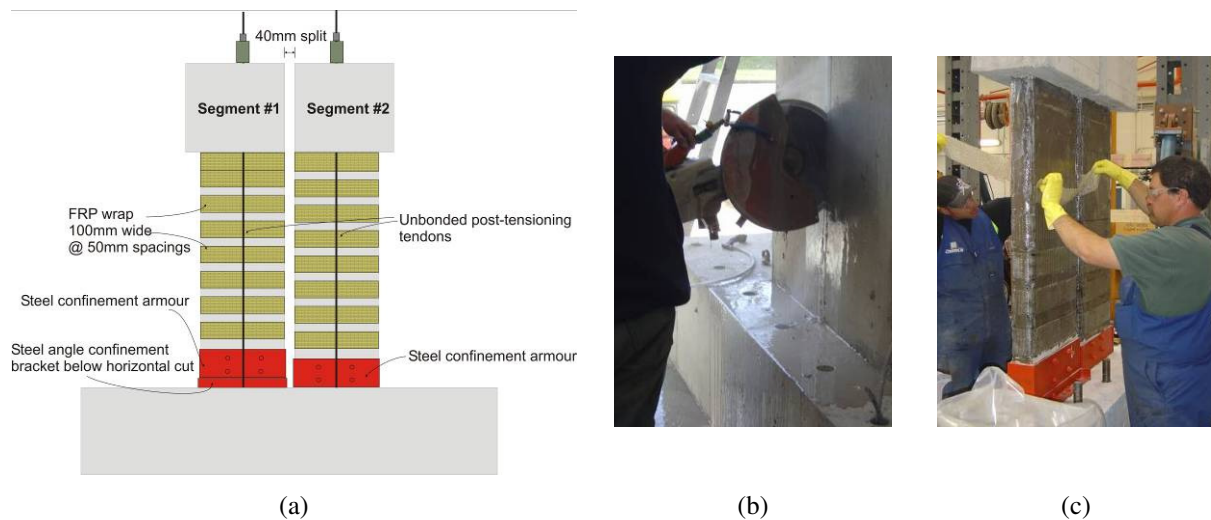 40mm split
Segment #1
Segment #2
FRP wrap
100mm wide
@ 50mm spacings
Unbonded post-tensioning
tendons
Steel confinement armour
Steel angle confinement
bracket below horizontal cut
Steel confinement armour
(a)
(b)
(c)